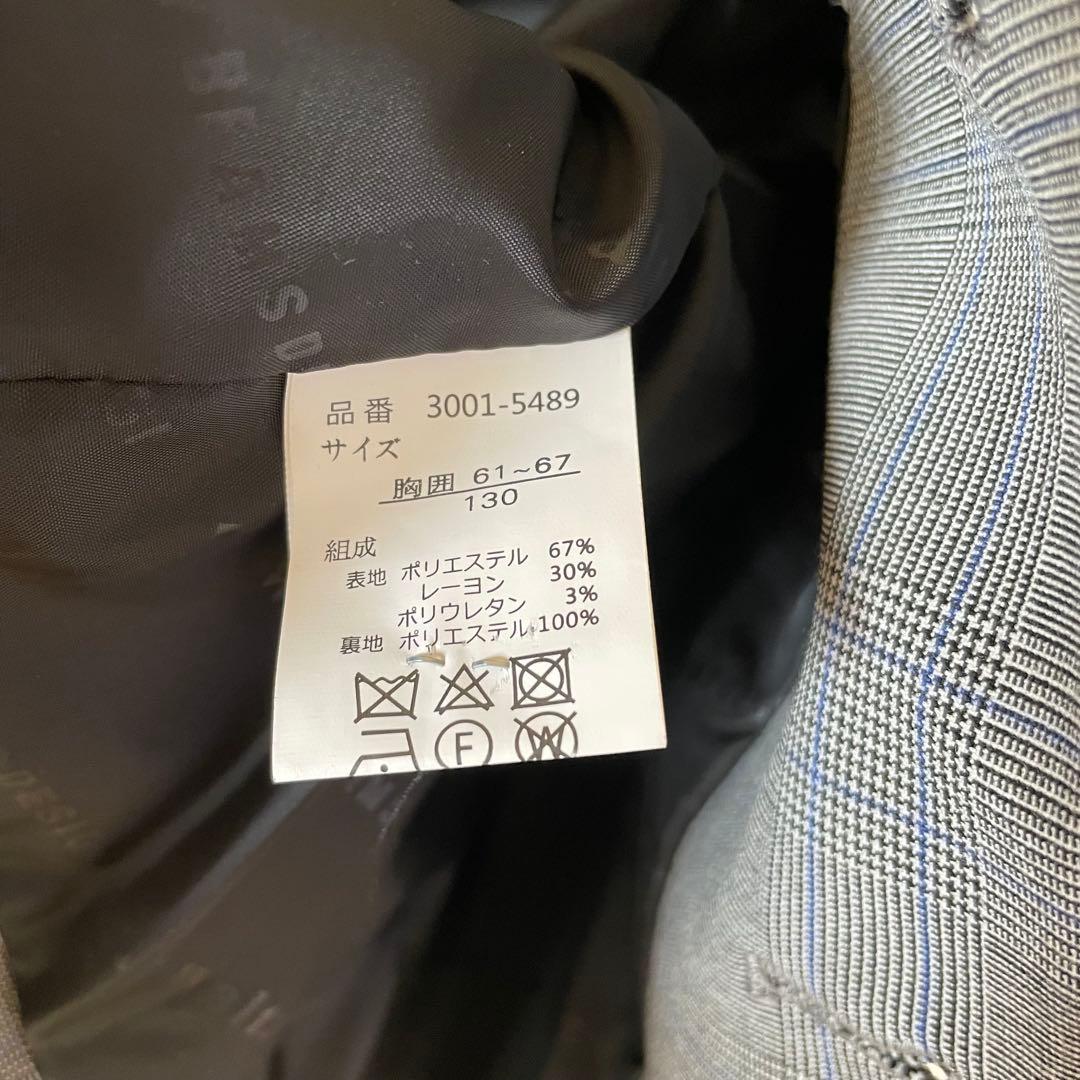 品番 3001-5489
サイズ
胸囲 61~67
130
組成
表地 ポリエステル 67%
レーヨン 30%
ポリウレタン 3%
裏地 ポリエステル 100%
F
W